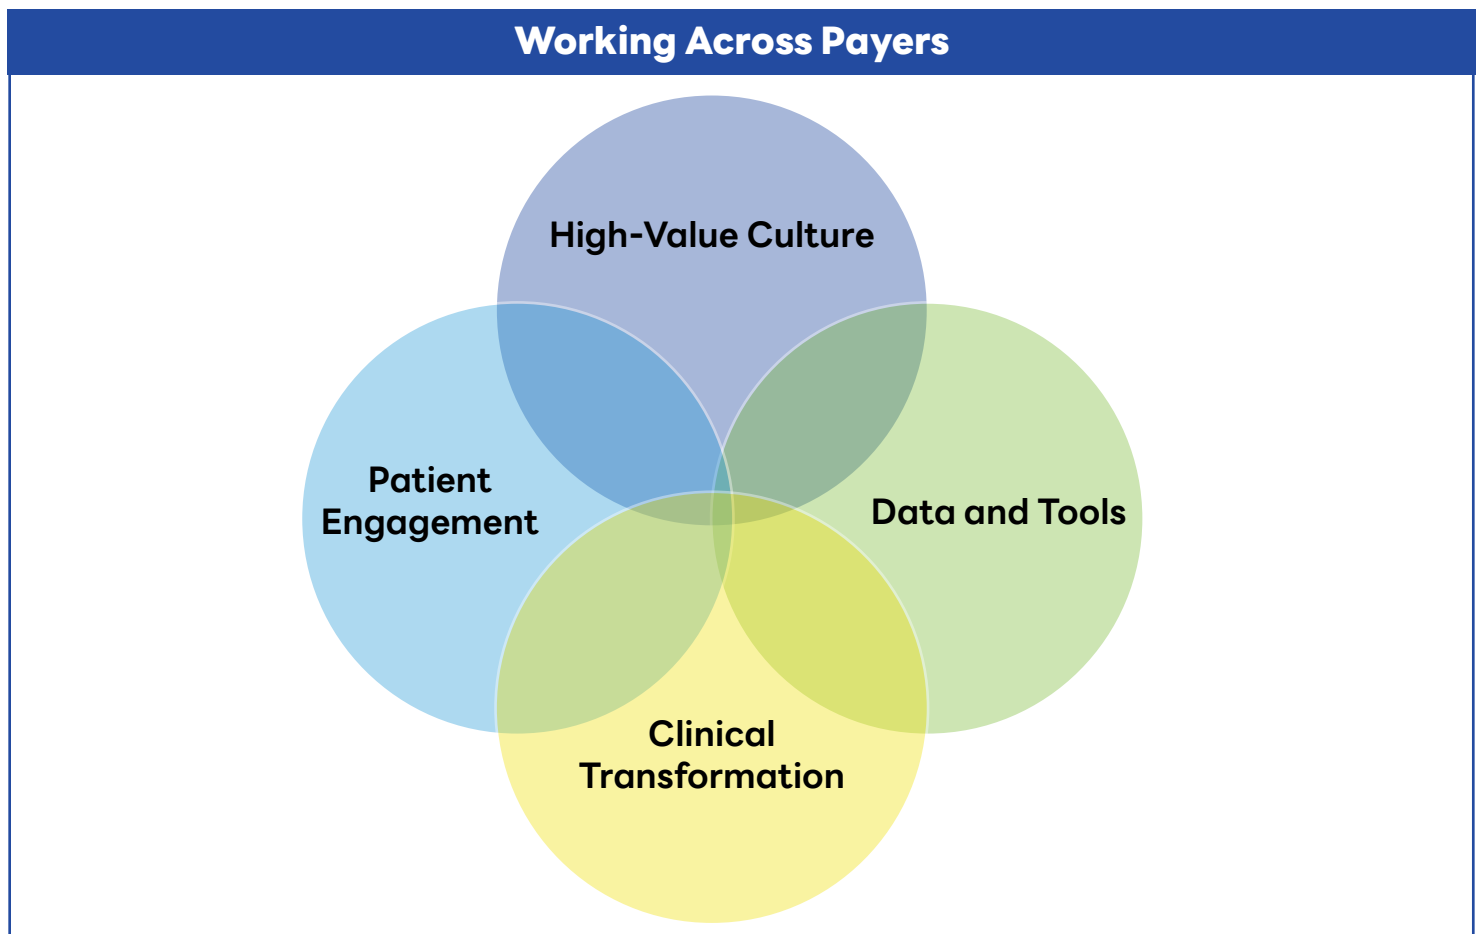 Working Across Payers
High-Value Culture
Patient
Engagement
Data and Tools
Clinical
Transformation